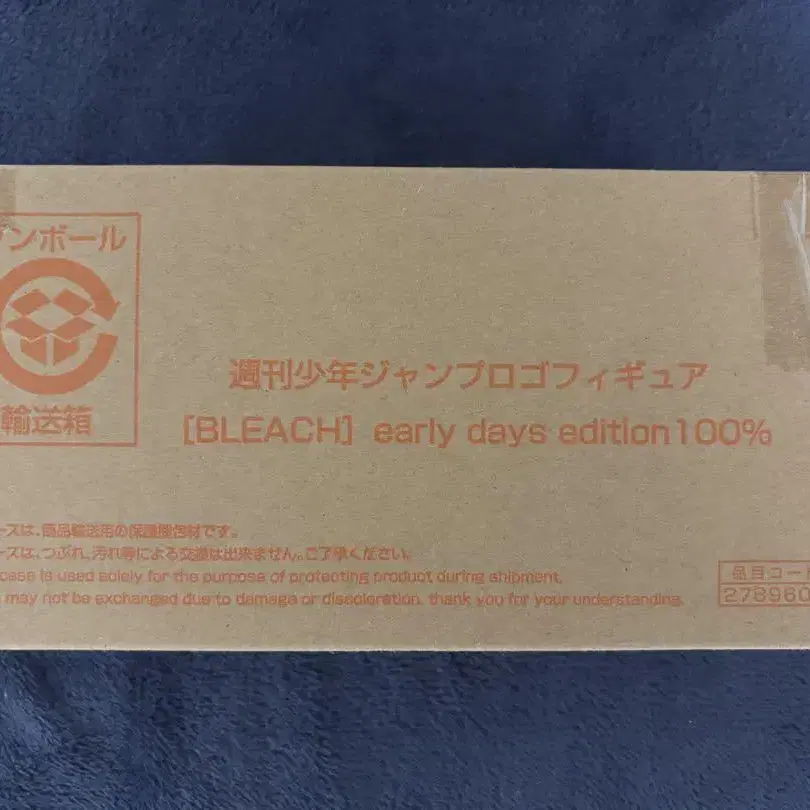 ンボール
輸送箱
週刊少年ジャンプロゴフィギュア
[BLEACH] early days edition100%
ースは、商品輸送用の保護梱包材です。
ースは、つぶれ、汚れ等による交換は出来ません。ご了承ください。
case is used solely for the purpose of protecting product during shipment.
may not be exchanged due to damage or discoloration. thank you for your understanding.
品目コー
278960